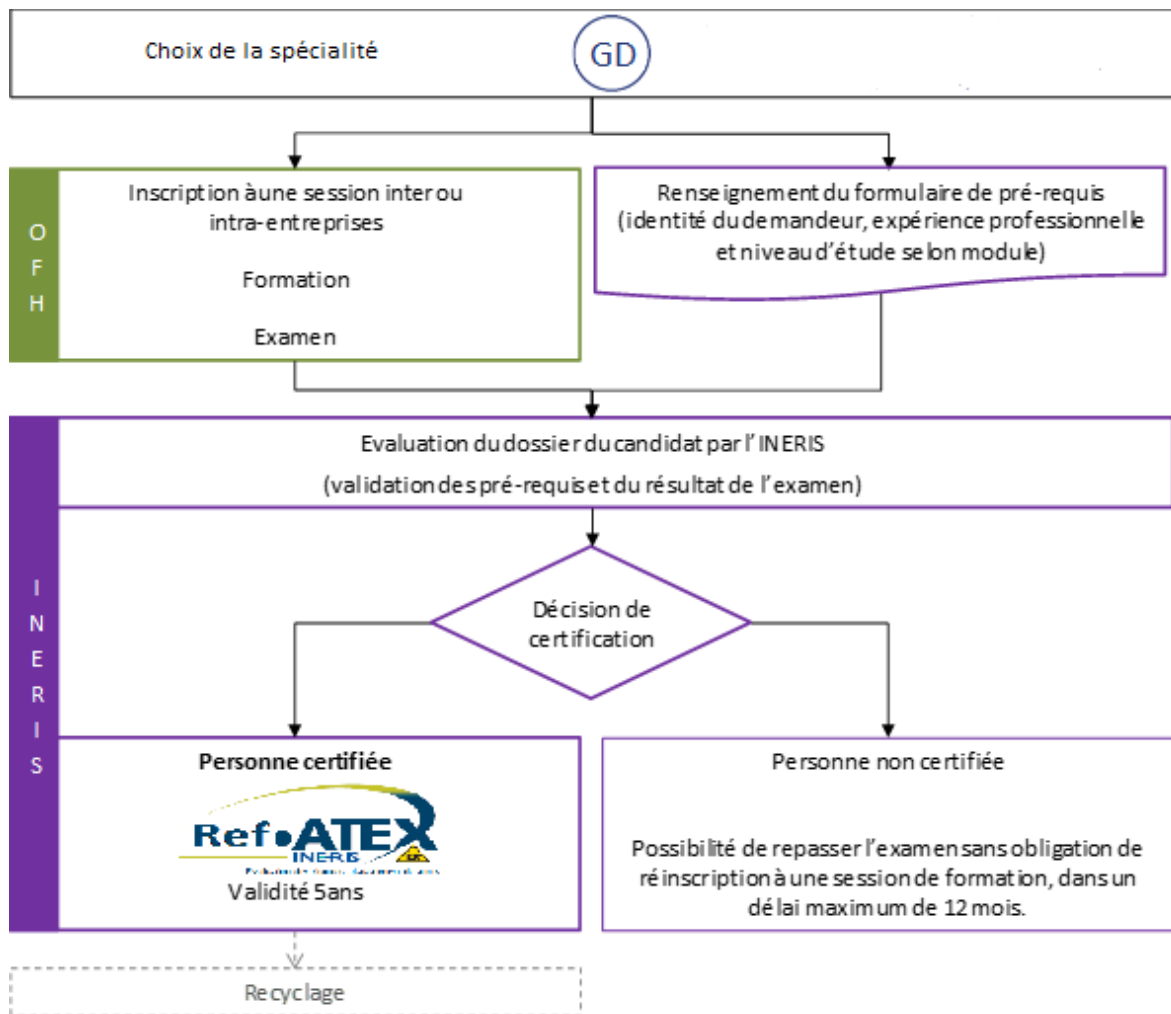 Choix de la spécialité
GD
OFH
Inscription àune session inter ou
intra-entreprises
Formation
Examen
Renseignement du formulaire de pré-requis
(identité du demandeur, expérience professionnelle
et niveau d'étude selon module)
INERIS
Evaluation du dossier du candidat par l'INERIS
(validation des pré-requis et du résultat de l'examen)
Décision de
certification
Personne certifiée
Ref•ATEX
INERIS
Validité 5ans
Personne non certifiée
Possibilité de repasser l'examen sans obligation de
réinscription à une session de formation, dans un
délai maximum de 12 mois.
Recyclage